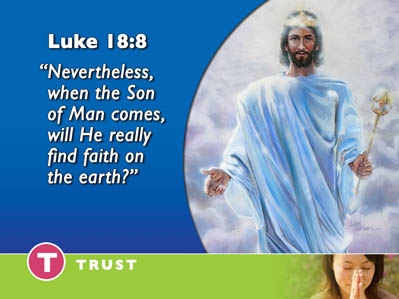 Luke 18:8
“Nevertheless,
when the Son
of Man comes,
will He really
find faith on
the earth?”
T TRUST